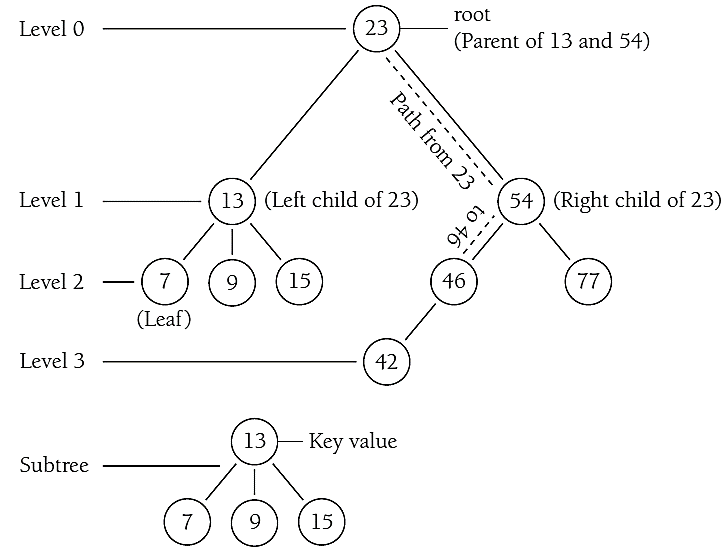 Level 0
23
root
(Parent of 13 and 54)
Path from 23
to 46
Level 1
13
(Left child of 23)
54
(Right child of 23)
Level 2
7
9
15
46
77
(Leaf)
Level 3
42
13
Key value
Subtree
7
9
15